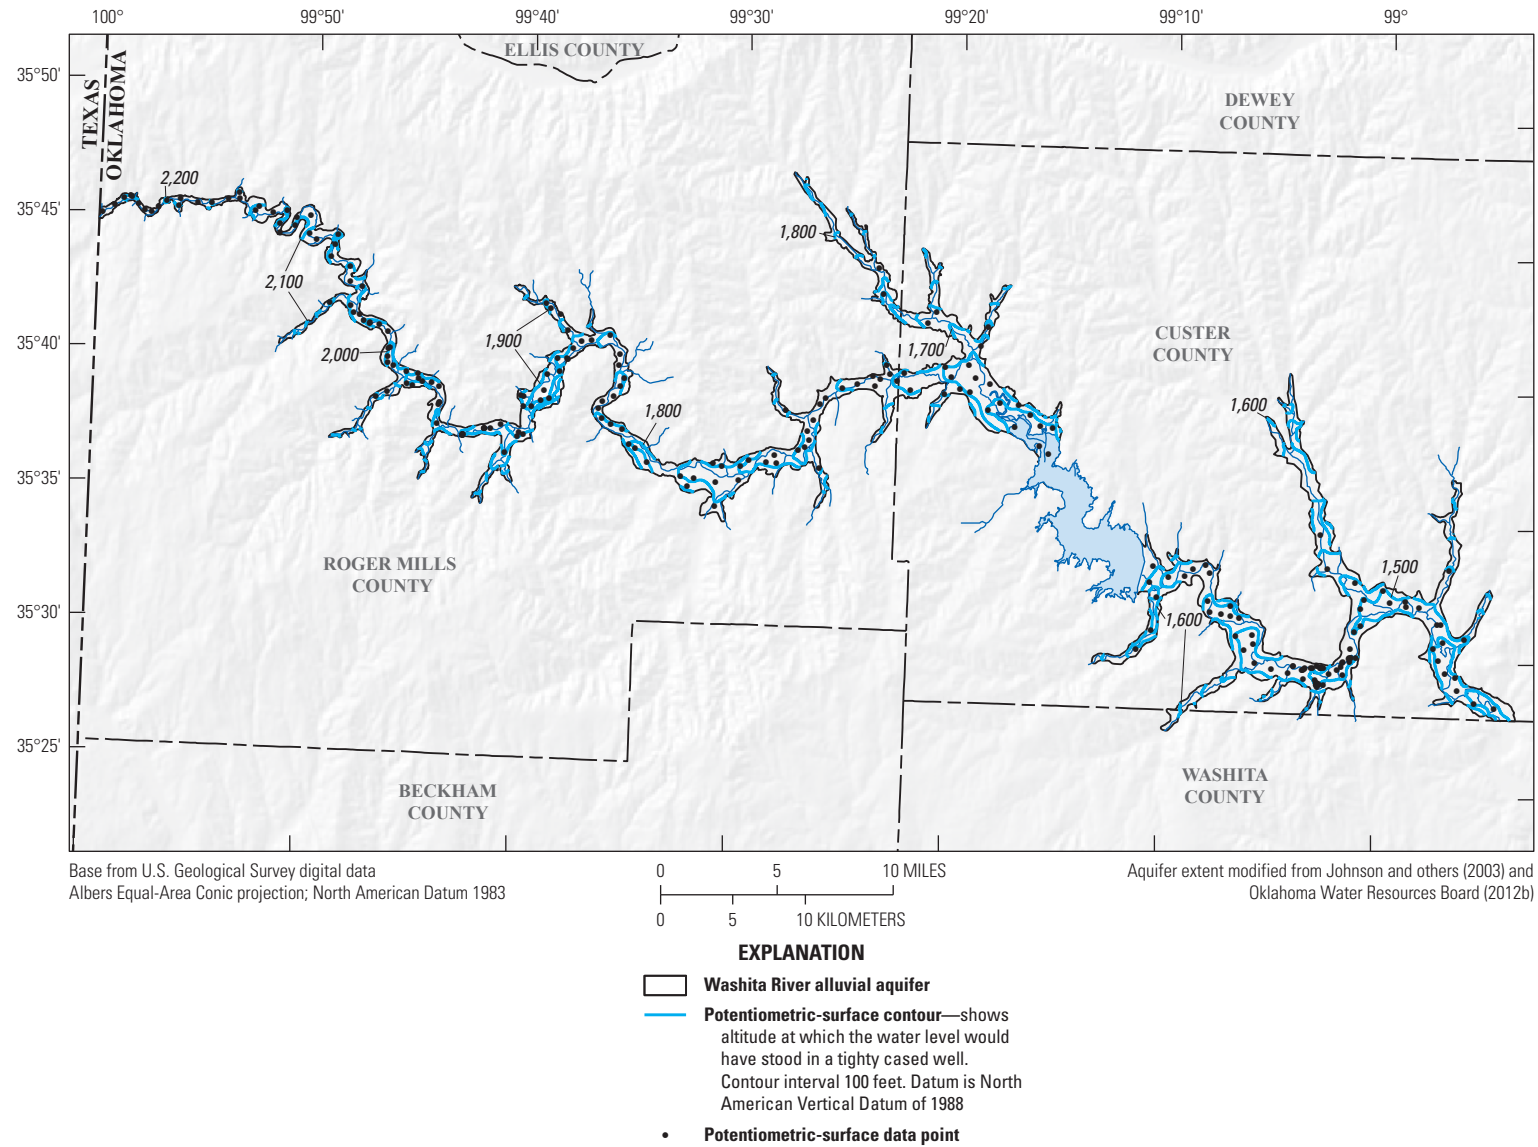 100° 99°50' 99°40' 99°30' 99°20' 99°10' 99°
35°50'
35°45'
35°40'
35°35'
35°30'
35°25'
TEXAS
OKLAHOMA
ELLIS COUNTY
DEWEY
COUNTY
2,200
1,800
2,100
2,000
1,900
1,700
CUSTER
COUNTY
1,800
1,600
ROGER MILLS
COUNTY
1,500
1,600
BECKHAM
COUNTY
WASHITA
COUNTY
Base from U.S. Geological Survey digital data
Albers Equal-Area Conic projection; North American Datum 1983
0 5 10 MILES
0 5 10 KILOMETERS
Aquifer extent modified from Johnson and others (2003) and
Oklahoma Water Resources Board (2012b)
EXPLANATION
Washita River alluvial aquifer
Potentiometric-surface contour—shows
altitude at which the water level would
have stood in a tighty cased well.
Contour interval 100 feet. Datum is North
American Vertical Datum of 1988
Potentiometric-surface data point